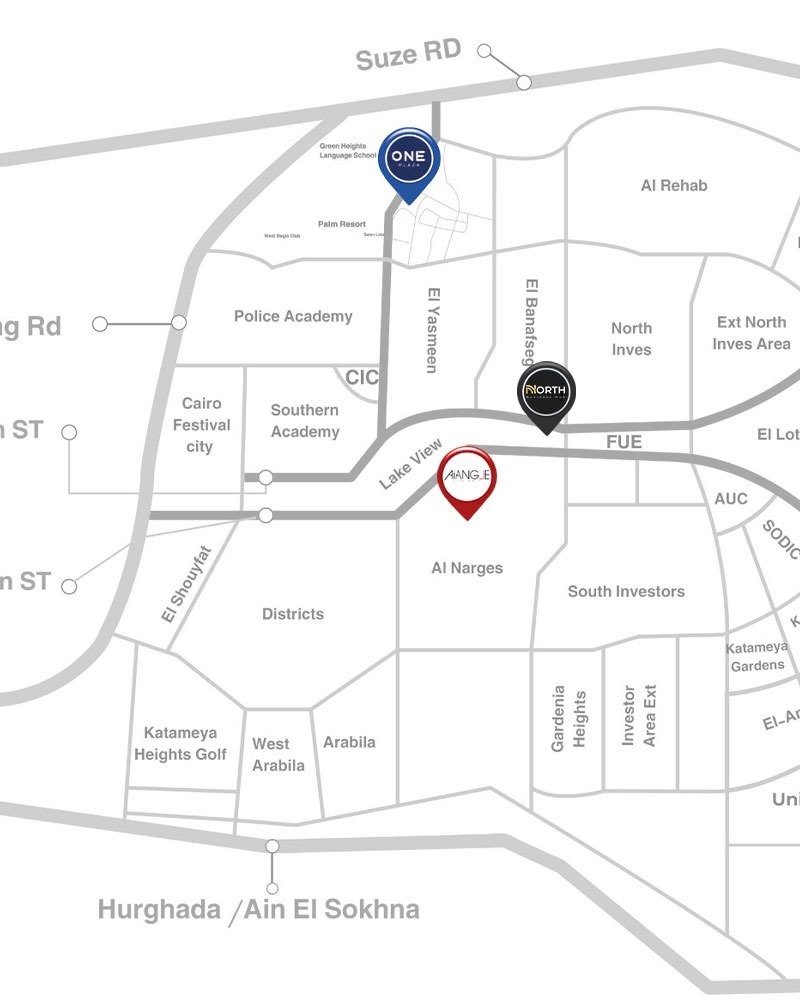 Suze RD
Green Heights
Language School
ONE
Al Rehab
Palm Resort
Police Academy
El Yasmeen
El Banafseg
North
Inves
Ext North
Inves Area
ng Rd
CIC
Cairo
Festival
city
Southern
Academy
NORTH
n ST
Lake View
FUE
El Lot
AUC
SODIC
Al Narges
n ST
El Shouyfat
Districts
South Investors
Katameya
Gardens
K
Gardenia
Heights
Investor
Area Ext
El-An
Katameya
Heights Golf
West
Arabila
Arabila
Uni
Hurghada /Ain El Sokhna